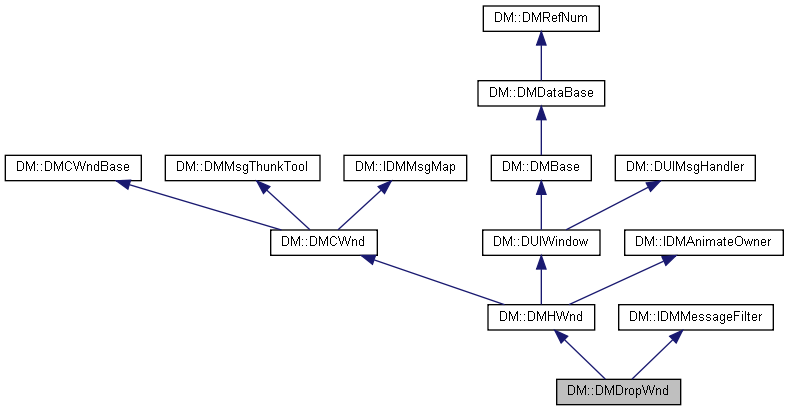 DM::DMRefNum
DM::DMDataBase
DM::DMCWndBase
DM::DMMsgThunkTool
DM::IDMMsgMap
DM::DMBase
DM::DUIMsgHandler
DM::DMCWnd
DM::DUIWindow
DM::IDMAnimateOwner
DM::DMHWnd
DM::IDMMessageFilter
DM::DMDropWnd